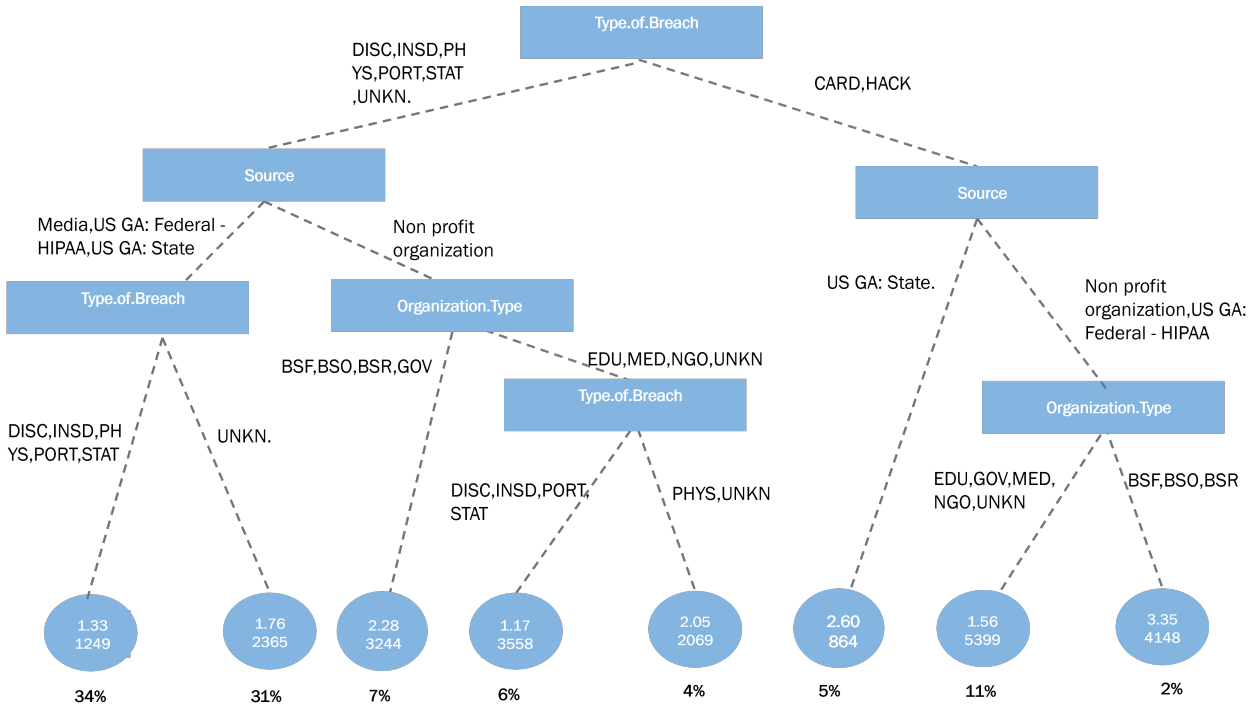 Type.of.Breach
DISC,INSD,PH
YS,PORT,STAT
,UNKN.
CARD,HACK
Source
Source
Media,US GA: Federal -
HIPAA,US GA: State
Non profit
organization
US GA: State.
Non profit
organization,US GA:
Federal - HIPAA
Type.of.Breach
Organization.Type
BSF,BSO,BSR,GOV
EDU,MED,NGO,UNKN
Type.of.Breach
Organization.Type
DISC,INSD,PH
YS,PORT,STAT
UNKN.
DISC,INSD,PORT,
STAT
PHYS,UNKN
EDU,GOV,MED,
NGO,UNKN
BSF,BSO,BSR
1.33
1249
1.76
2365
2.28
3244
1.17
3558
2.05
2069
2.60
864
1.56
5399
3.35
4148
34%
31%
7%
6%
4%
5%
11%
2%